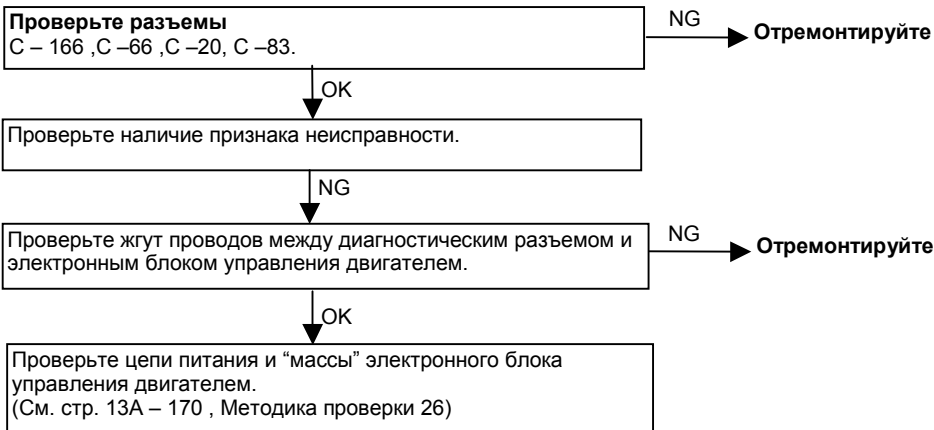 Проверьте разъемы
С – 166 ,С –66 ,С –20, С –83.
NG
Отремонтируйте
OK
Проверьте наличие признака неисправности.
NG
Проверьте жгут проводов между диагностическим разъемом и
электронным блоком управления двигателем.
NG
Отремонтируйте
OK
Проверьте цепи питания и “массы” электронного блока
управления двигателем.
(См. стр. 13А – 170 , Методика проверки 26)